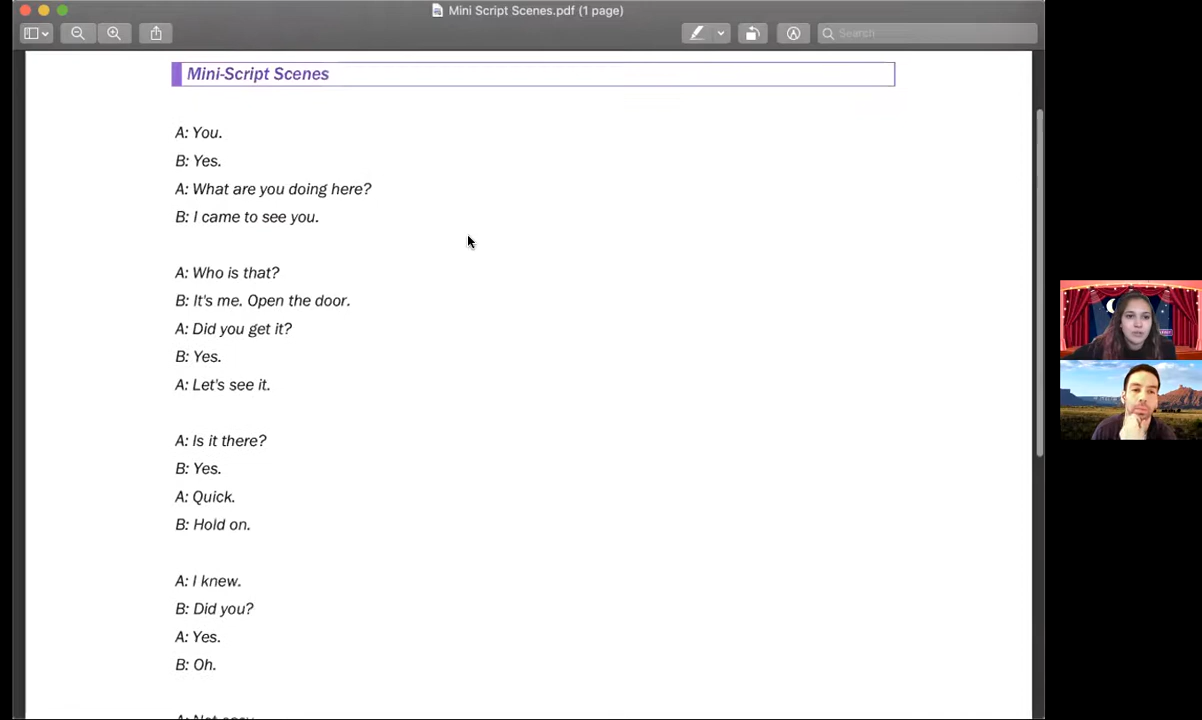 Mini Script Scenes.pdf (1 page)
Search
Mini-Script Scenes
A: You.
B: Yes.
A: What are you doing here?
B: I came to see you.
A: Who is that?
B: It's me. Open the door.
A: Did you get it?
B: Yes.
A: Let's see it.
A: Is it there?
B: Yes.
A: Quick.
B: Hold on.
A: I knew.
B: Did you?
A: Yes.
B: Oh.
A: Not easy